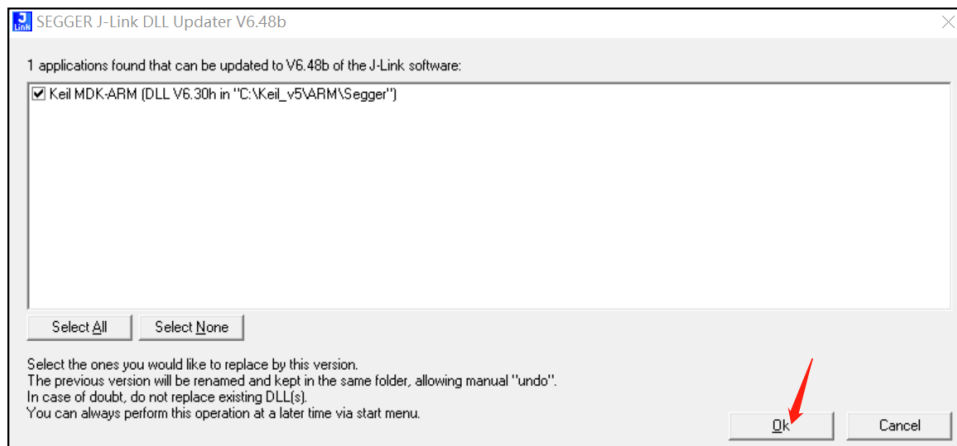 J
LinK
SEGGER J-Link DLL Updater V6.48b
1 applications found that can be updated to V6.48b of the J-Link software:
Keil MDK-ARM (DLL V6.30h in "C:\Keil_v5\ARM\Segger")
Select All
Select None
Select the ones you would like to replace by this version.
The previous version will be renamed and kept in the same folder, allowing manual "undo".
In case of doubt, do not replace existing DLL(s).
You can always perform this operation at a later time via start menu.
Ok
Cancel